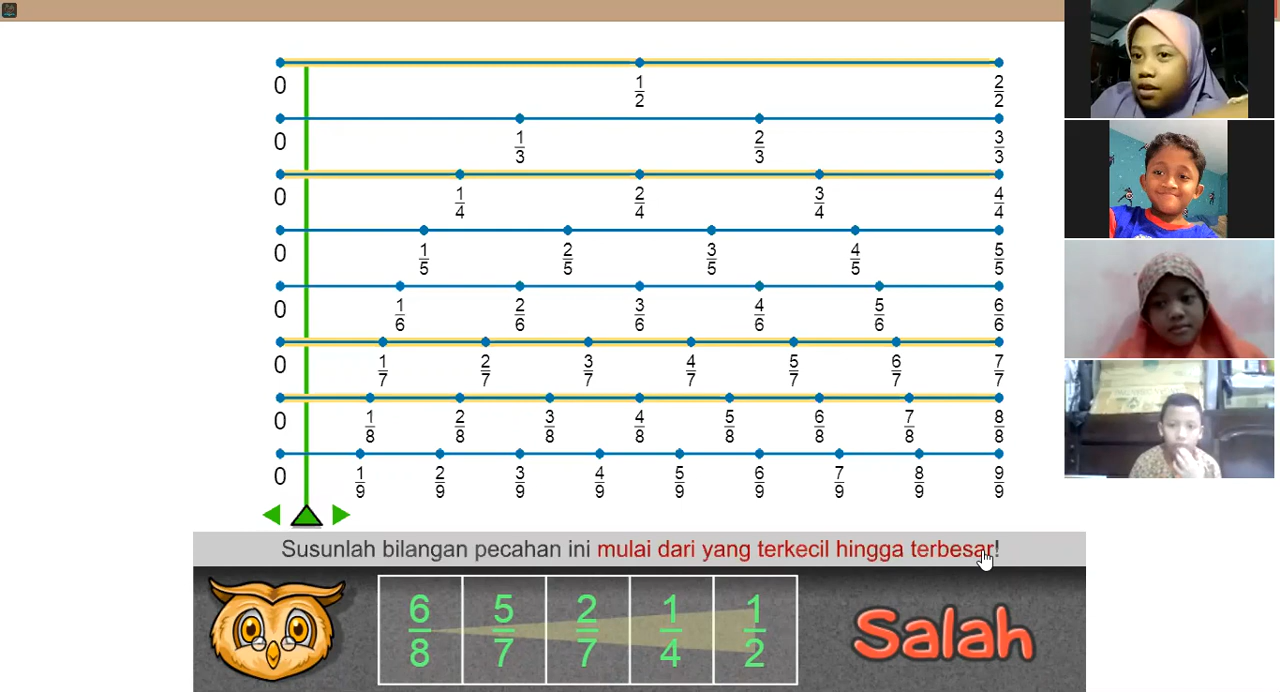 0 1/2 2/2
0 1/3 2/3 3/3
0 1/4 2/4 3/4 4/4
0 1/5 2/5 3/5 4/5 5/5
0 1/6 2/6 3/6 4/6 5/6 6/6
0 1/7 2/7 3/7 4/7 5/7 6/7 7/7
0 1/8 2/8 3/8 4/8 5/8 6/8 7/8 8/8
0 1/9 2/9 3/9 4/9 5/9 6/9 7/9 8/9 9/9
Susunlah bilangan pecahan ini mulai dari yang terkecil hingga terbesar!
6/8 5/7 2/7 1/4 1/2
Salah